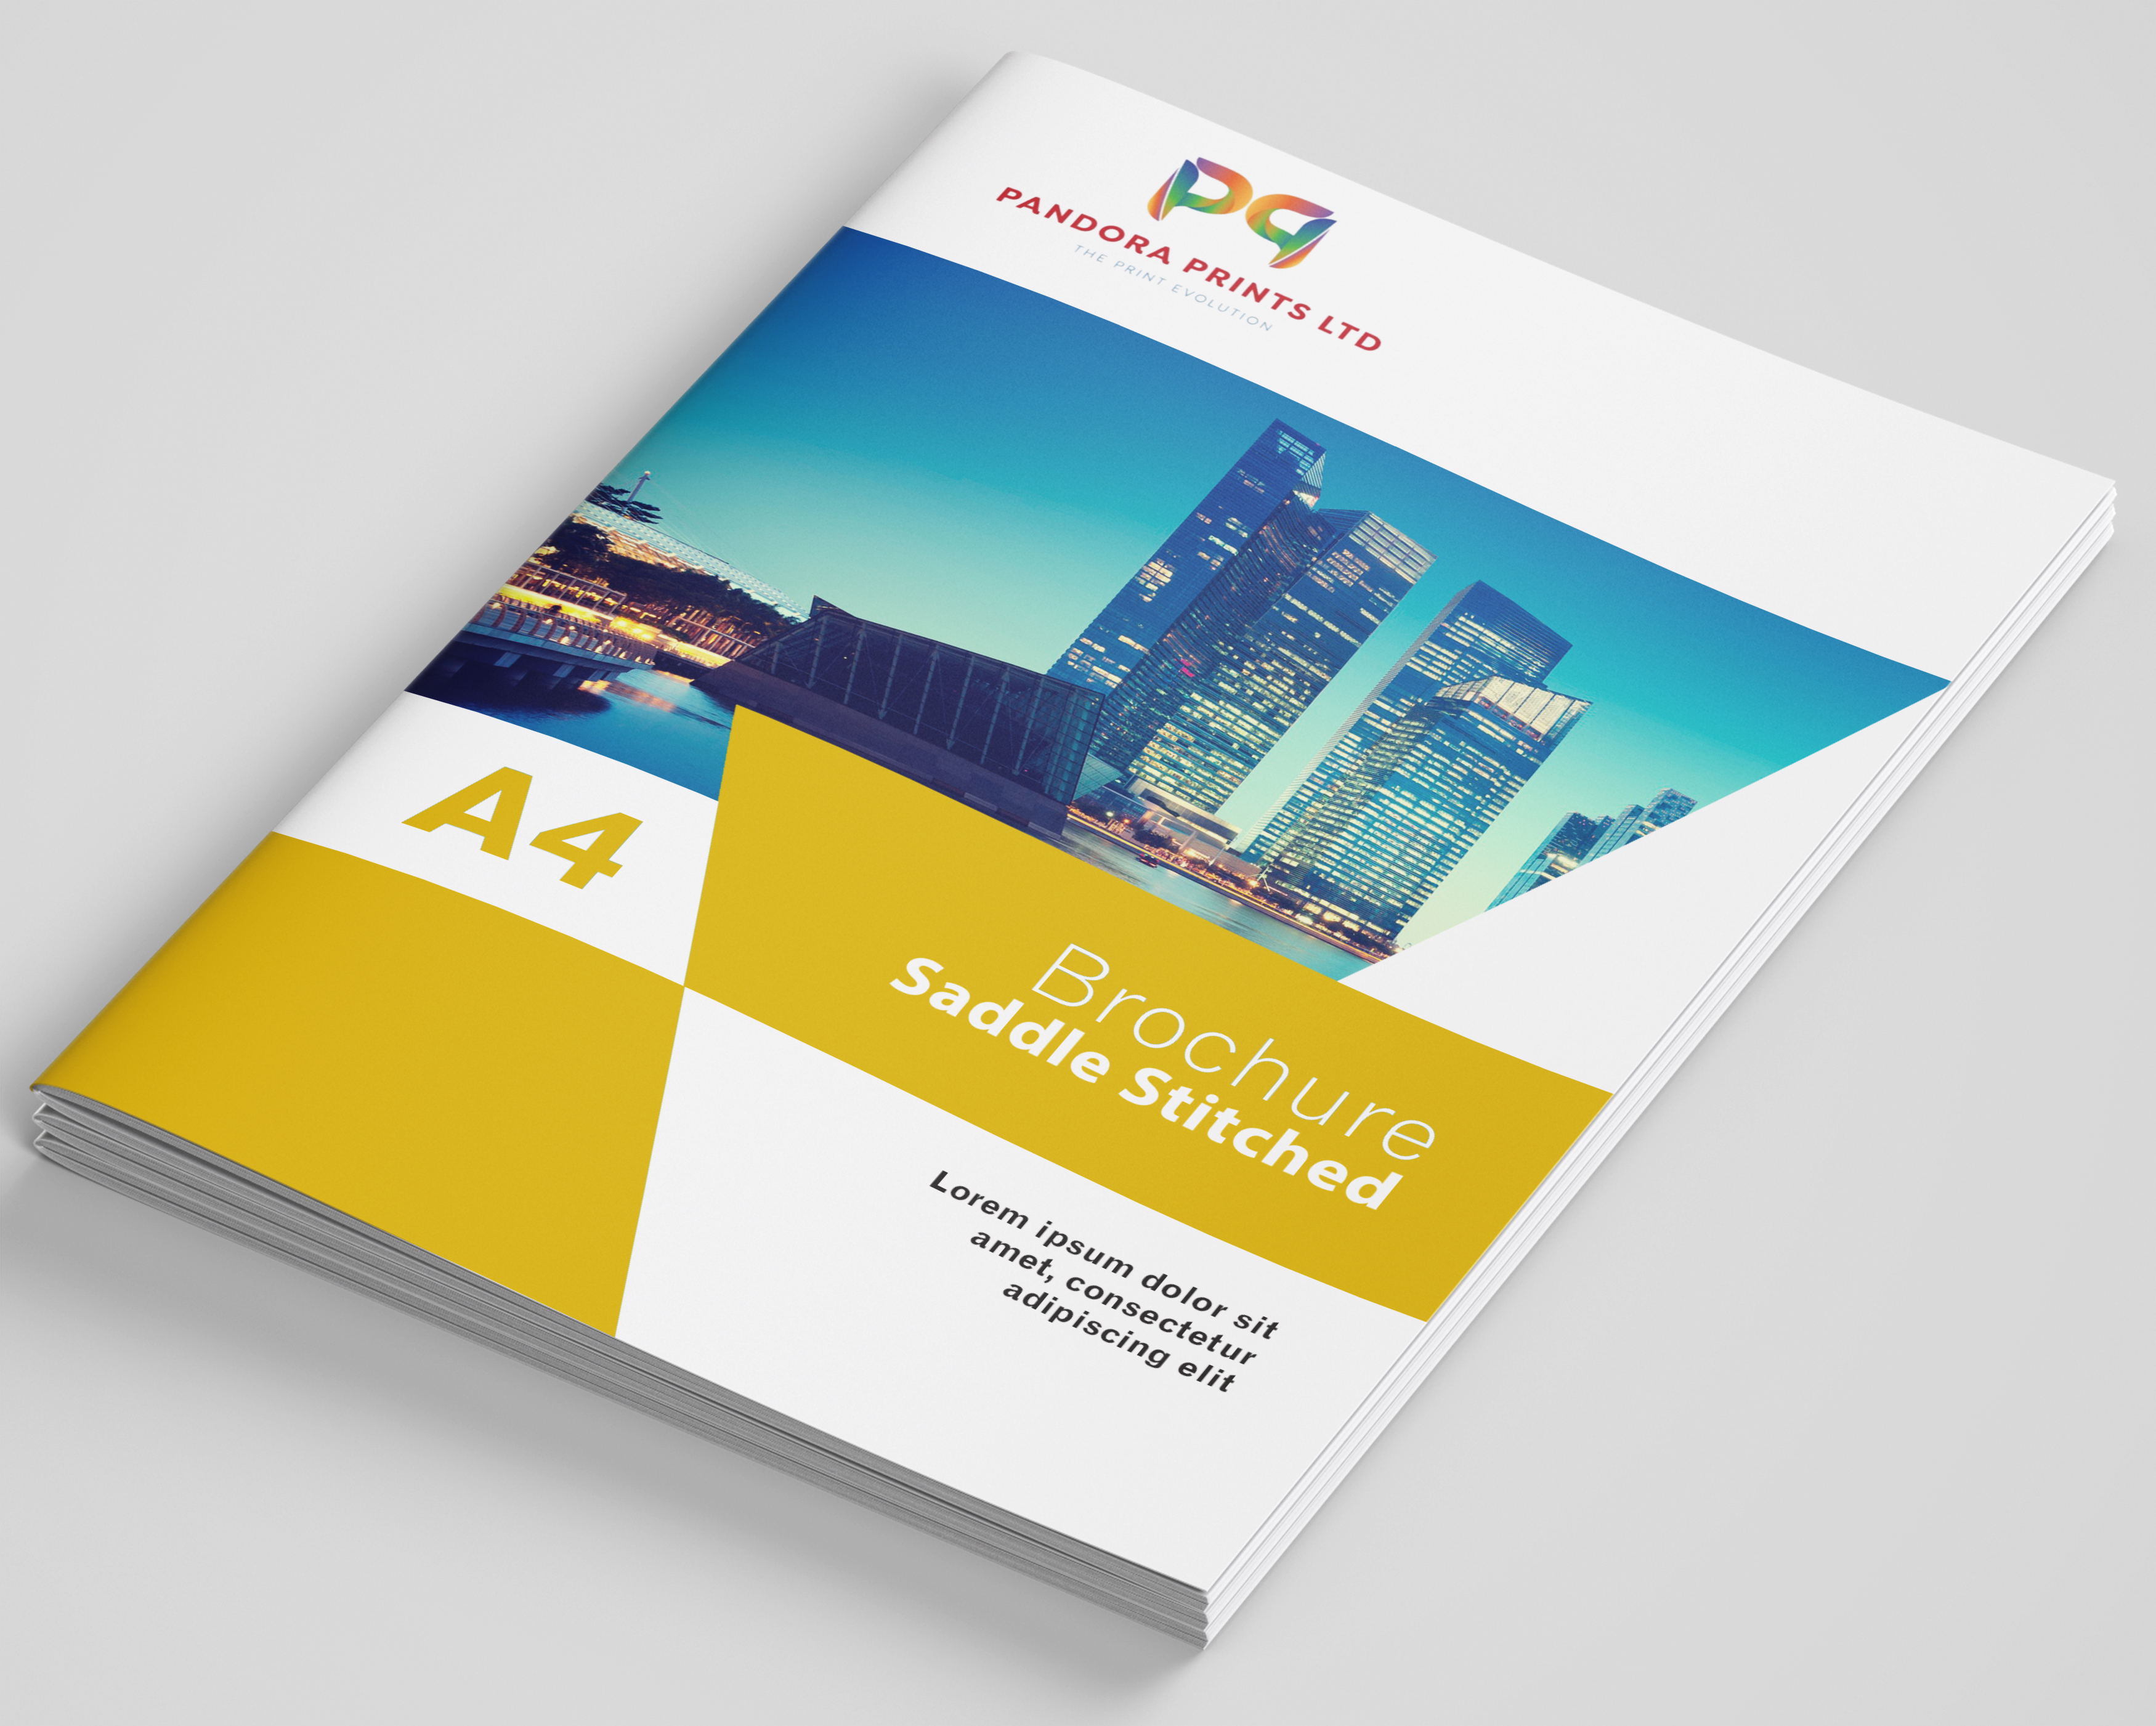 PANDORA PRINTS LTD
THE PRINT EVOLUTION
A4
Brochure
Saddle Stitched
Lorem ipsum dolor sit
amet, consectetur
adipiscing elit